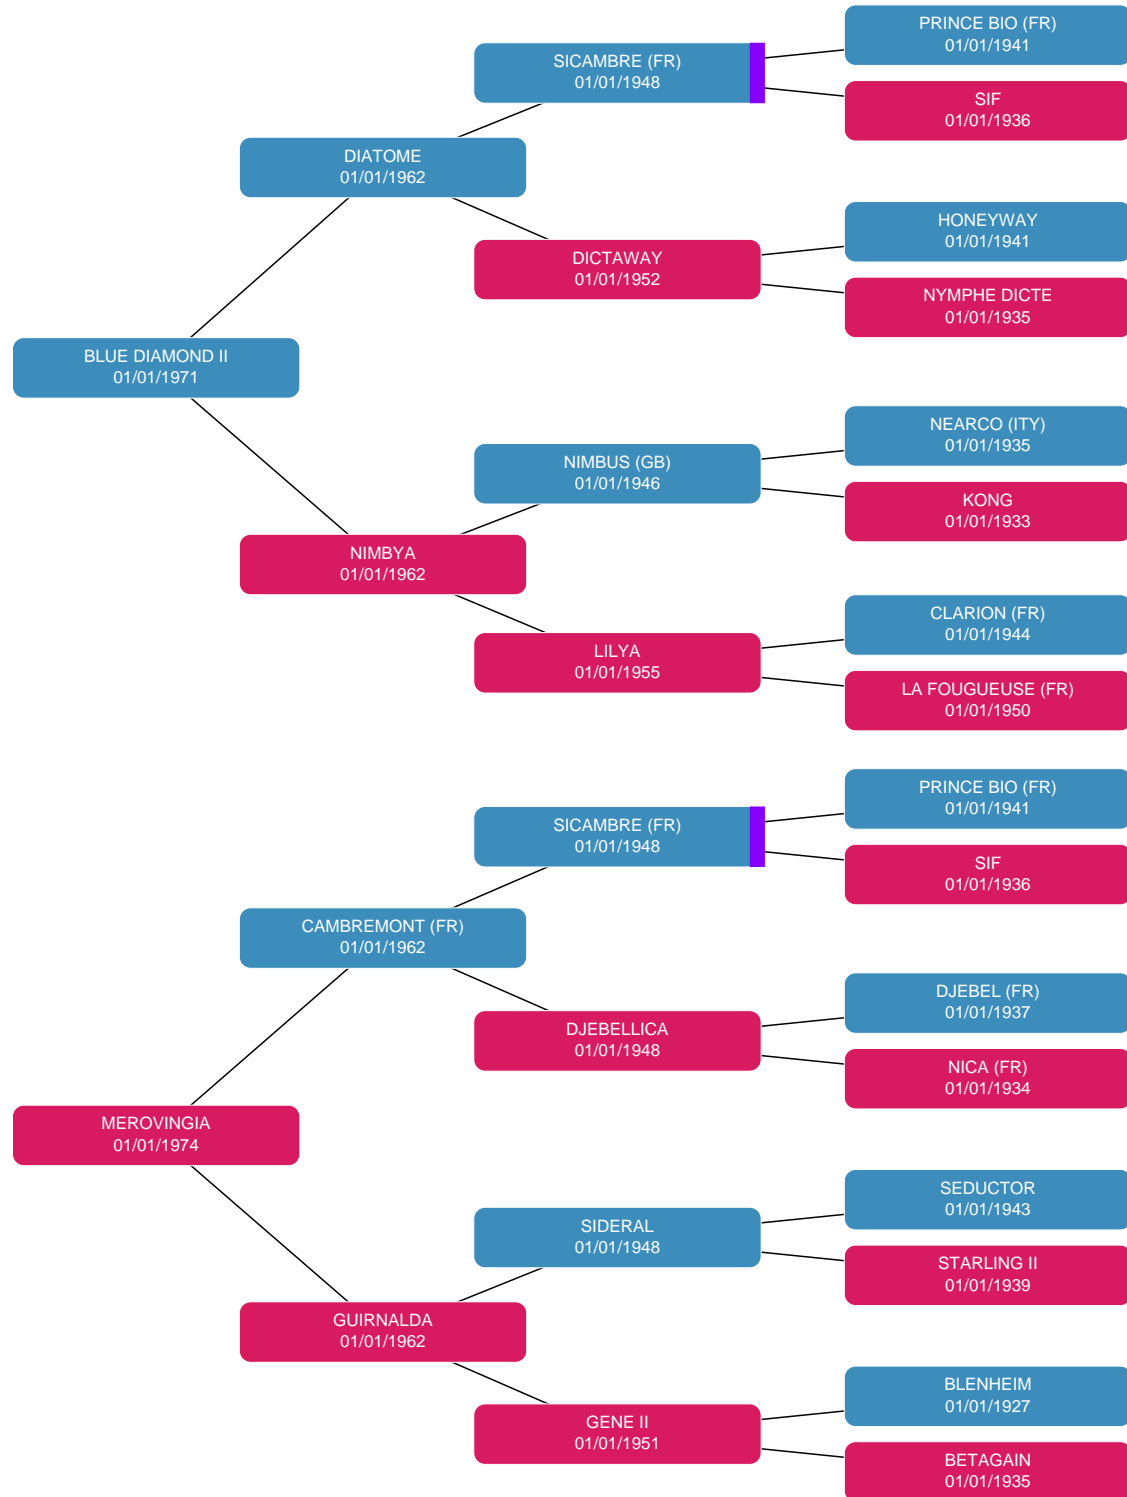 PRINCE BIO (FR)
01/01/1941
SICAMBRE (FR)
01/01/1948
SIF
01/01/1936
DIATOME
01/01/1962
HONEYWAY
01/01/1941
DICTAWAY
01/01/1952
NYMPHE DICTE
01/01/1935
BLUE DIAMOND II
01/01/1971
NEARCO (ITY)
01/01/1935
NIMBUS (GB)
01/01/1946
KONG
01/01/1933
NIMBYA
01/01/1962
CLARION (FR)
01/01/1944
LILYA
01/01/1955
LA FOUGUEUSE (FR)
01/01/1950
PRINCE BIO (FR)
01/01/1941
SICAMBRE (FR)
01/01/1948
SIF
01/01/1936
CAMBREMONT (FR)
01/01/1962
DJEBEL (FR)
01/01/1937
DJEBELLICA
01/01/1948
NICA (FR)
01/01/1934
MEROVINGIA
01/01/1974
SEDUCTOR
01/01/1943
SIDERAL
01/01/1948
STARLING II
01/01/1939
GUIRNALDA
01/01/1962
BLENHEIM
01/01/1927
GENE II
01/01/1951
BETAGAIN
01/01/1935